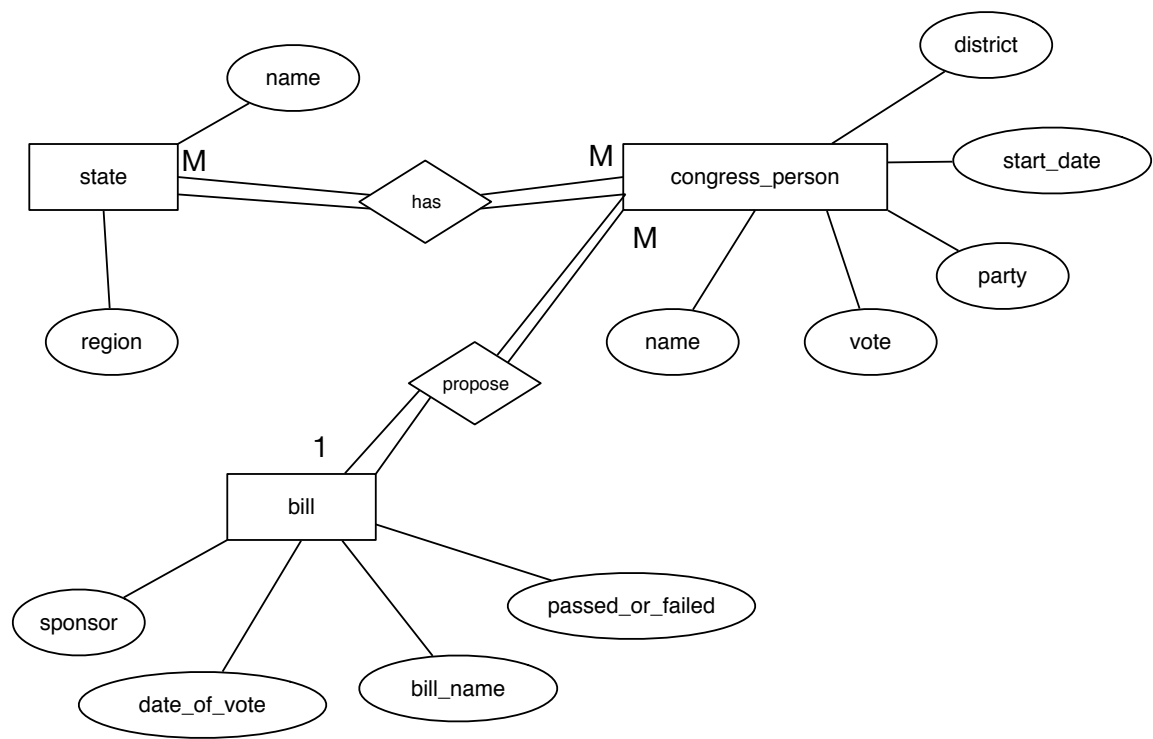 district
name
start_date
state
M
M
congress_person
has
M
party
region
name
vote
propose
1
bill
passed_or_failed
sponsor
bill_name
date_of_vote